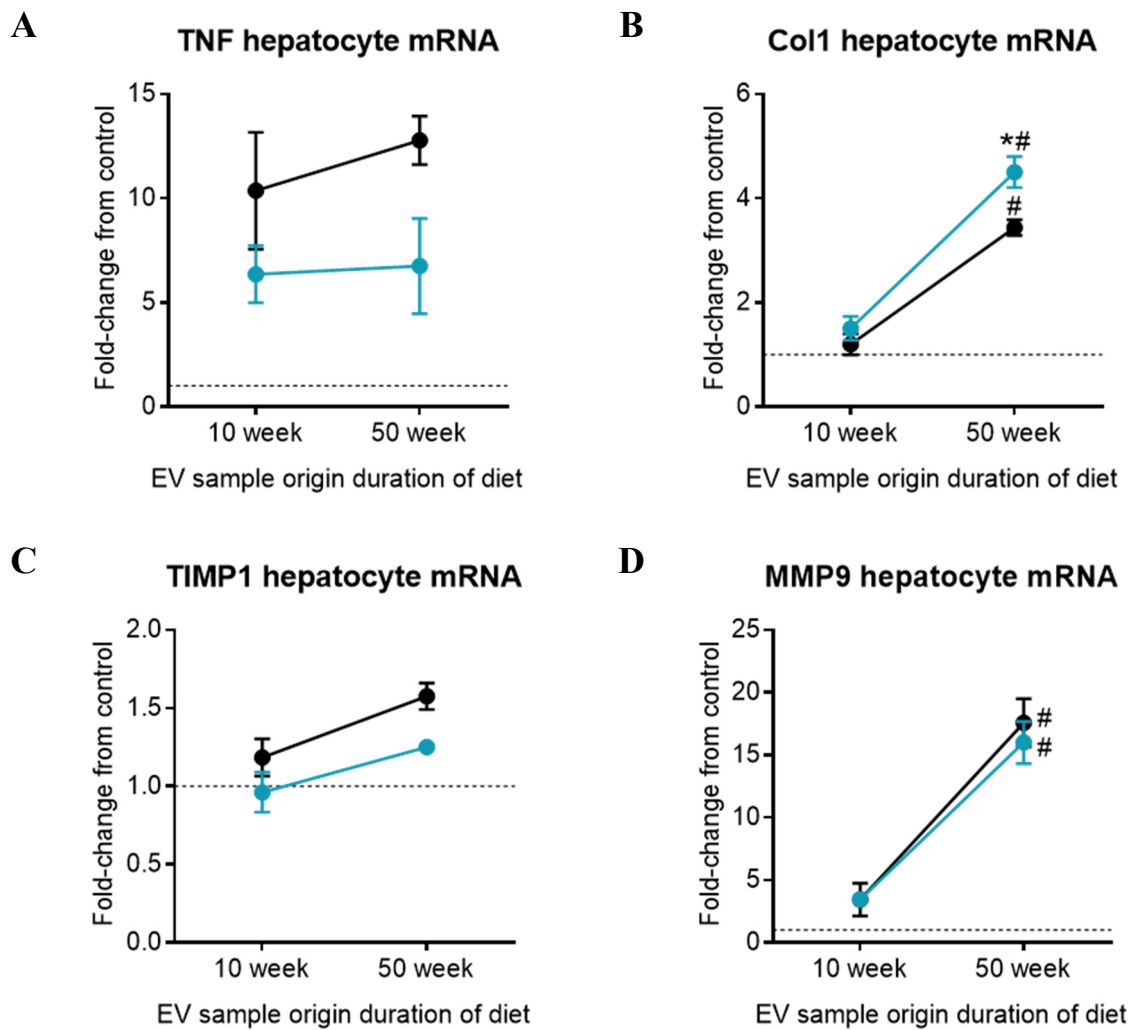 A
TNF hepatocyte mRNA
Fold-change from control
15
10
5
0
10 week
50 week
EV sample origin duration of diet
B
Col1 hepatocyte mRNA
Fold-change from control
6
4
2
0
*#
#
10 week
50 week
EV sample origin duration of diet
C
TIMP1 hepatocyte mRNA
Fold-change from control
2.0
1.5
1.0
0.5
0.0
10 week
50 week
EV sample origin duration of diet
D
MMP9 hepatocyte mRNA
Fold-change from control
25
20
15
10
5
0
#
#
10 week
50 week
EV sample origin duration of diet